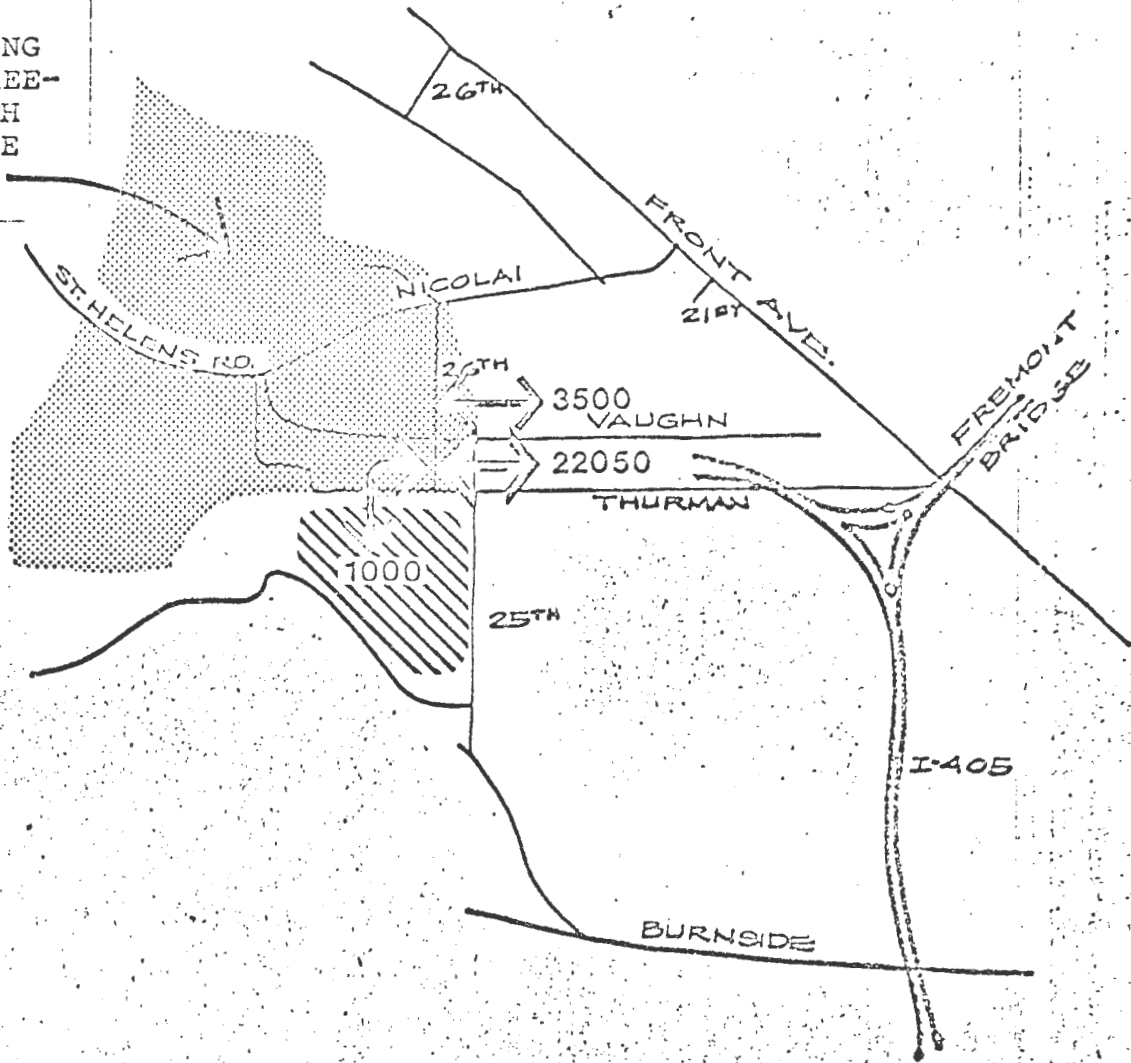 NG
EE-
H
E
26TH
FRONT AVE.
NICOLAI
21ST
ST. HELENS RD.
26TH
3500
VAUGHN
FREMONT
BRIDGE
22050
THURMAN
1000
25TH
I-405
BURNSIDE